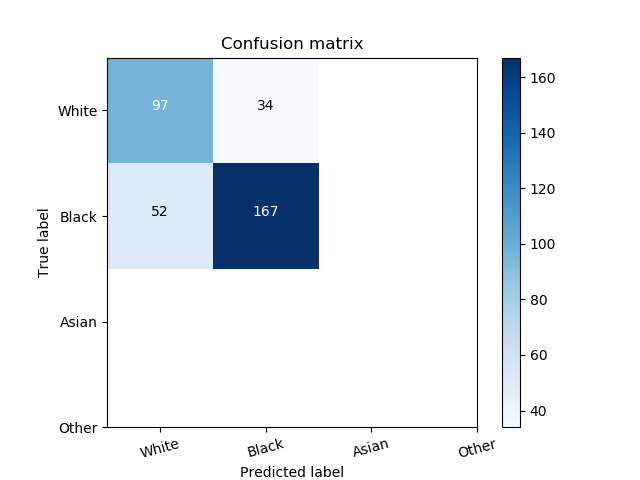 Confusion matrix
White 97 34
Black 52 167
Asian
Other
True label
White Black Asian Other
Predicted label
160
140
120
100
80
60
40